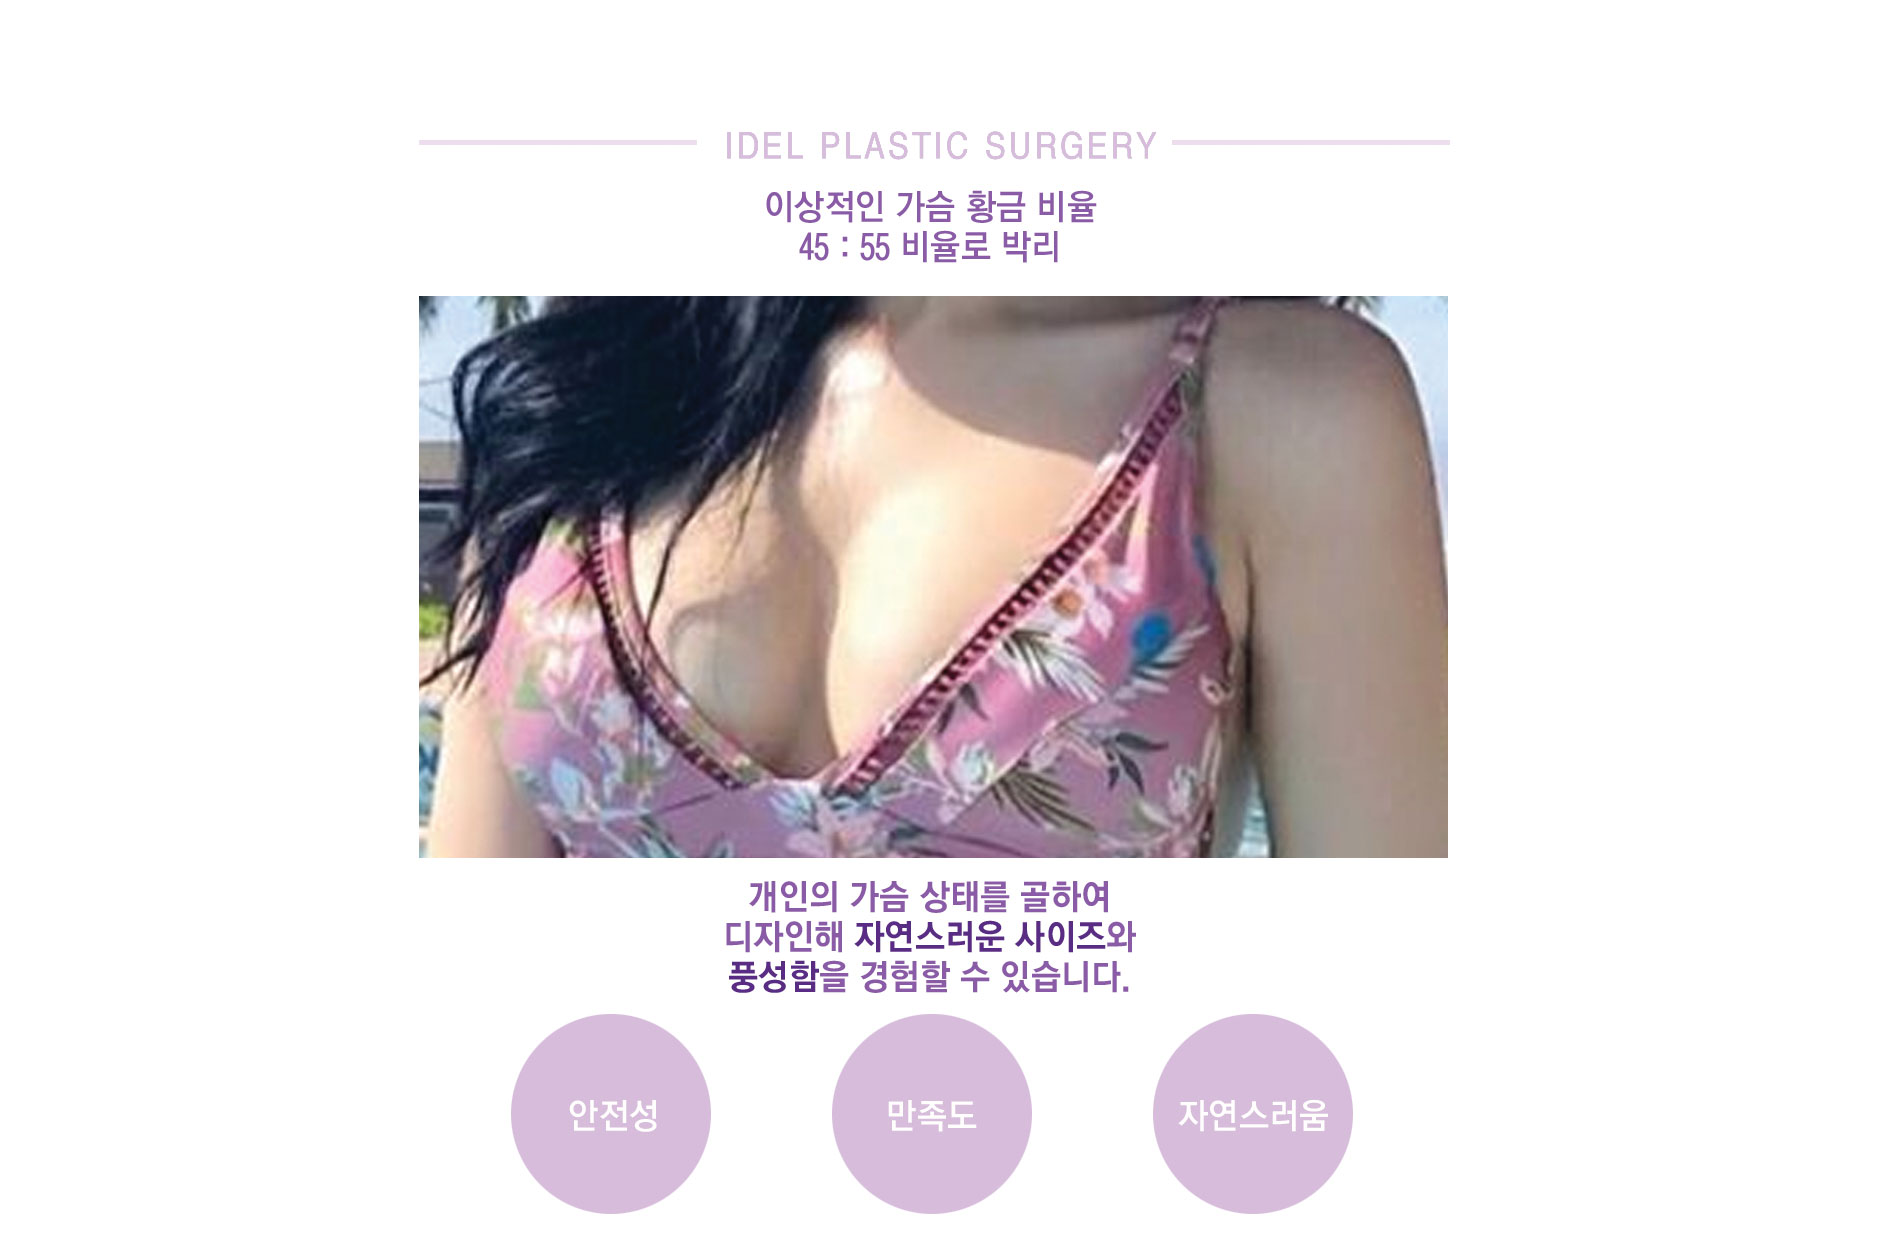 IDEL PLASTIC SURGERY
이상적인 가슴 황금 비율
45 : 55 비율로 박리
개인의 가슴 상태를 골하여
디자인해 자연스러운 사이즈와
풍성함을 경험할 수 있습니다.
안전성
만족도
자연스러움